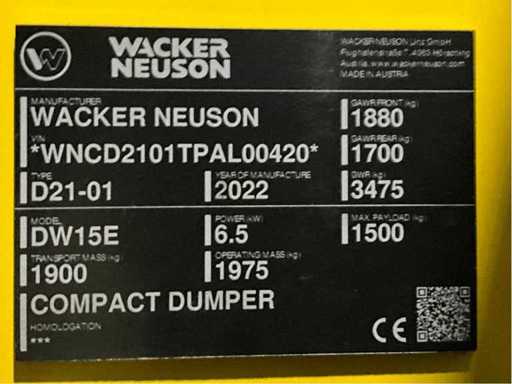 WACKER
NEUSON
WACKER NEUSON Linz GmbH
Flughafenstraße 7, 4063 Hörsching
Austria, www.wackerneuson.com
MADE IN AUSTRIA
MANUFACTURER
WACKER NEUSON
GAWR FRONT (kg)
1880
VIN
*WNCD2101TPAL00420*
GAWR REAR (kg)
1700
TYPE
D21-01
YEAR OF MANUFACTURE
2022
GWR (kg)
3475
MODEL
DW15E
POWER (kW)
6.5
MAX. PAYLOAD (kg)
1500
TRANSPORT MASS (kg)
1900
OPERATING MASS (kg)
1975
COMPACT DUMPER
HOMOLOGATION
***
CE